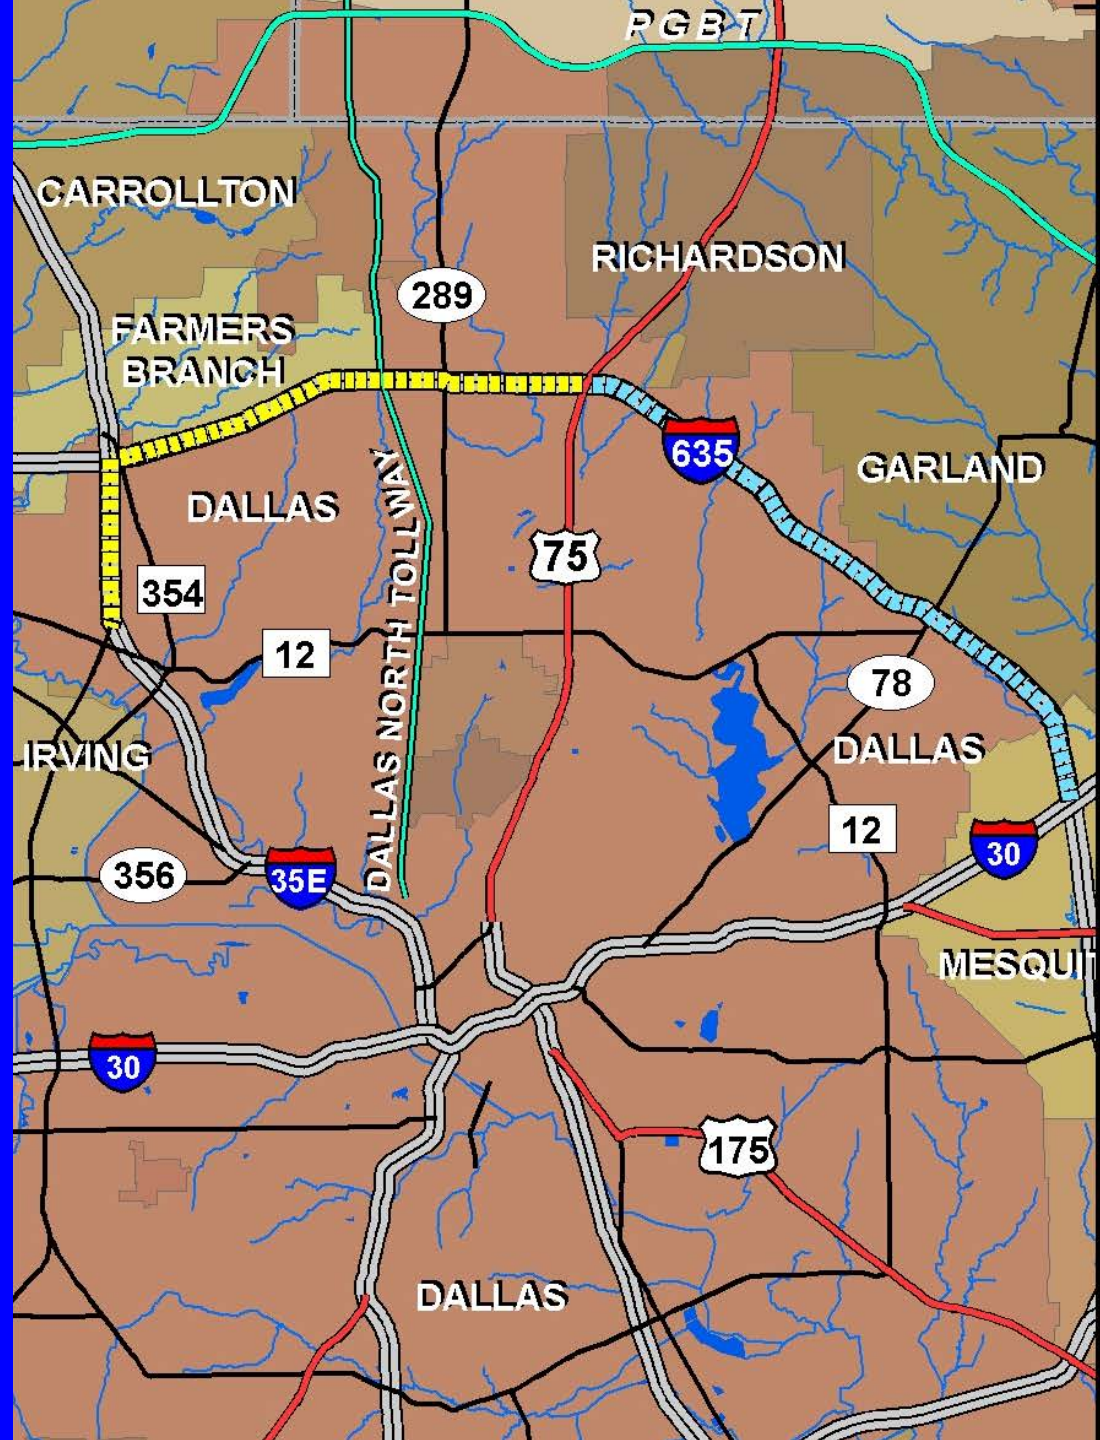 PGBT
CARROLLTON
RICHARDSON
289
FARMERS
BRANCH
635
GARLAND
DALLAS
DALLAS NORTH TOLLWAY
75
354
12
78
IRVING
DALLAS
12
30
356
35E
MESQUIT
30
175
DALLAS